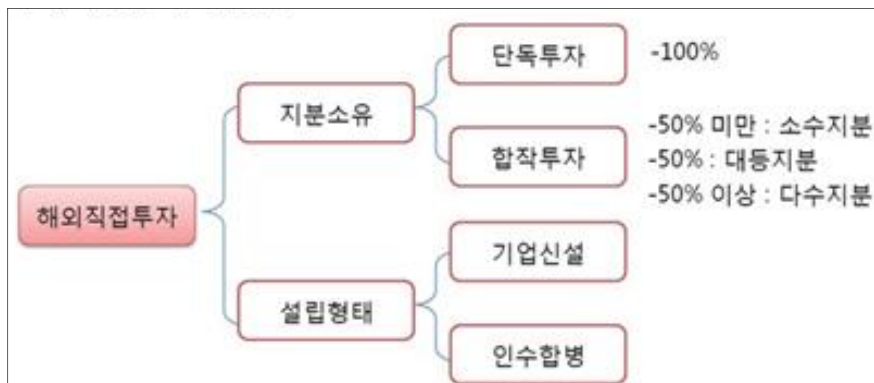 단독투자
-100%
지분소유
합작투자
-50% 미만 : 소수지분
-50% : 대등지분
-50% 이상 : 다수지분
해외직접투자
기업신설
설립형태
인수합병